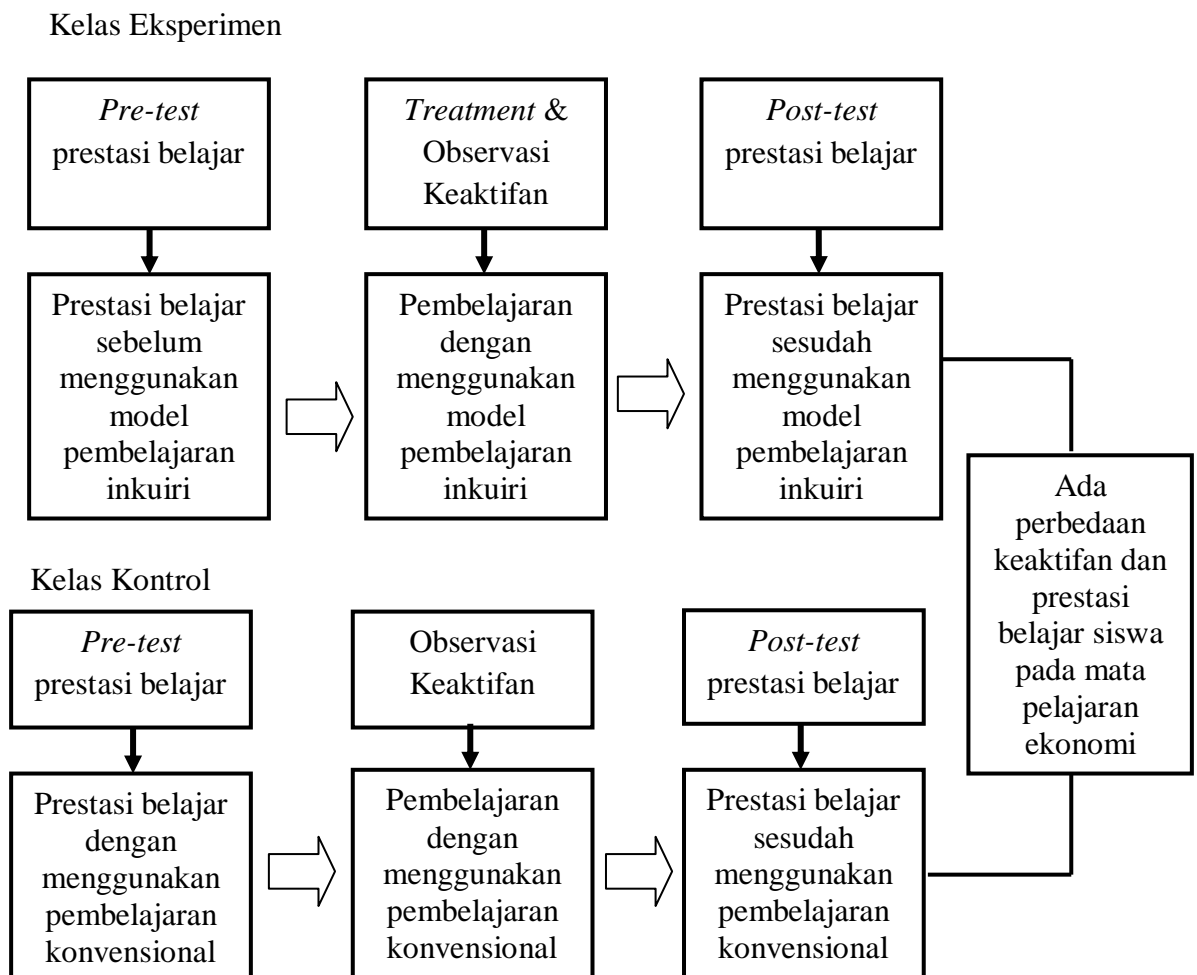 Kelas Eksperimen
Pre-test
prestasi belajar
Treatment &
Observasi
Keaktifan
Post-test
prestasi belajar
Prestasi belajar
sebelum
menggunakan
model
pembelajaran
inkuiri
Pembelajaran
dengan
menggunakan
model
pembelajaran
inkuiri
Prestasi belajar
sesudah
menggunakan
model
pembelajaran
inkuiri
Ada
perbedaan
keaktifan dan
prestasi
belajar siswa
pada mata
pelajaran
ekonomi
Kelas Kontrol
Pre-test
prestasi belajar
Observasi
Keaktifan
Post-test
prestasi belajar
Prestasi belajar
dengan
menggunakan
pembelajaran
konvensional
Pembelajaran
dengan
menggunakan
pembelajaran
konvensional
Prestasi belajar
sesudah
menggunakan
pembelajaran
konvensional